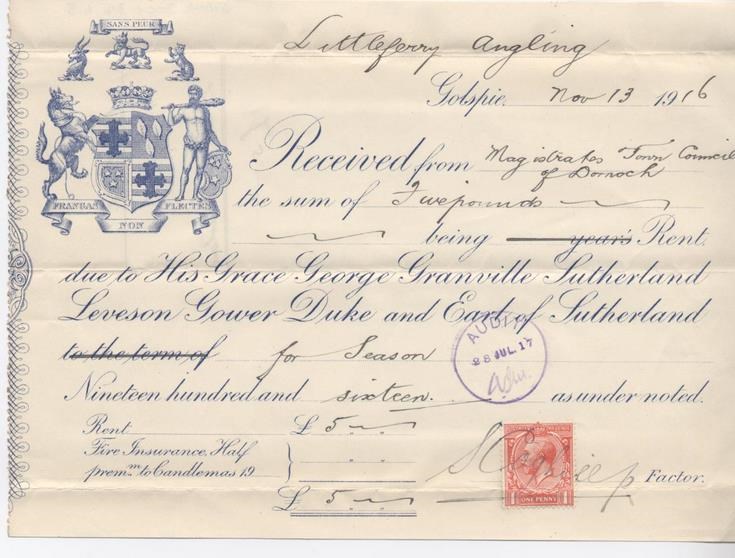 SANS PEUR
Littleferry Angling
Golspie, Nov 13 1916
Received from Magistrates Town Council
of Dornoch
the sum of Five pounds
FRANGAS NON FLECTES
being year's Rent
due to His Grace George Granville Sutherland
Leveson Gower Duke and Earl of Sutherland
to the term of for Season
AUDIT
28 JUL. 17
Nineteen hundred and sixteen. as under noted.
Rent £ 5
Fire Insurance, Half
premm to Candlemas 19
Factor.
£ 5
1 ONE PENNY 1